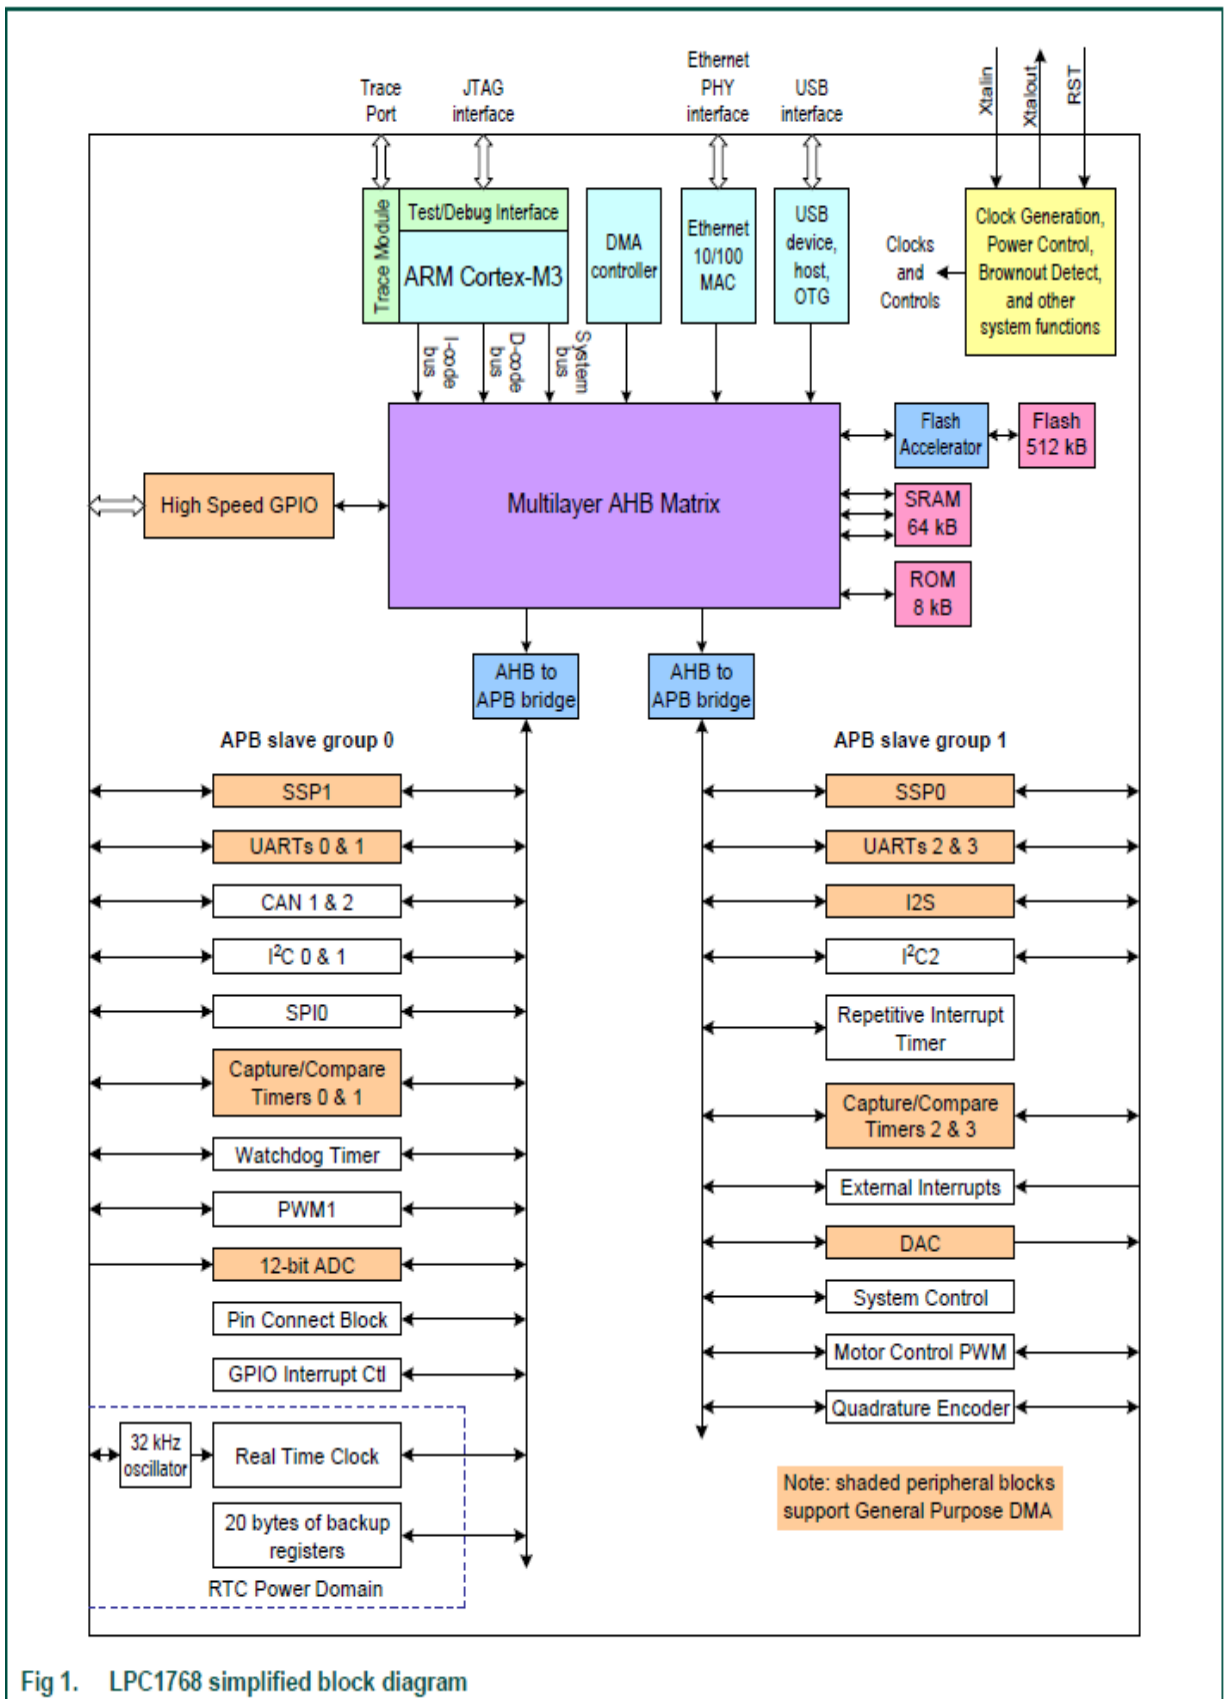 Trace
Port
JTAG
interface
Ethernet
PHY
interface
USB
interface
Xtalin
Xtalout
RST
Trace Module
Test/Debug Interface
ARM Cortex-M3
DMA
controller
Ethernet
10/100
MAC
USB
device,
host,
OTG
Clocks
and
Controls
Clock Generation,
Power Control,
Brownout Detect,
and other
system functions
I-code
bus
D-code
bus
System
bus
Multilayer AHB Matrix
Flash
Accelerator
Flash
512 kB
High Speed GPIO
SRAM
64 kB
ROM
8 kB
AHB to
APB bridge
AHB to
APB bridge
APB slave group 0
SSP1
UARTs 0 & 1
CAN 1 & 2
I²C 0 & 1
SPI0
Capture/Compare
Timers 0 & 1
Watchdog Timer
PWM1
12-bit ADC
Pin Connect Block
GPIO Interrupt Ctl
32 kHz
oscillator
Real Time Clock
20 bytes of backup
registers
RTC Power Domain
APB slave group 1
SSP0
UARTs 2 & 3
I2S
I²C2
Repetitive Interrupt
Timer
Capture/Compare
Timers 2 & 3
External Interrupts
DAC
System Control
Motor Control PWM
Quadrature Encoder
Note: shaded peripheral blocks
support General Purpose DMA
Fig 1. LPC1768 simplified block diagram